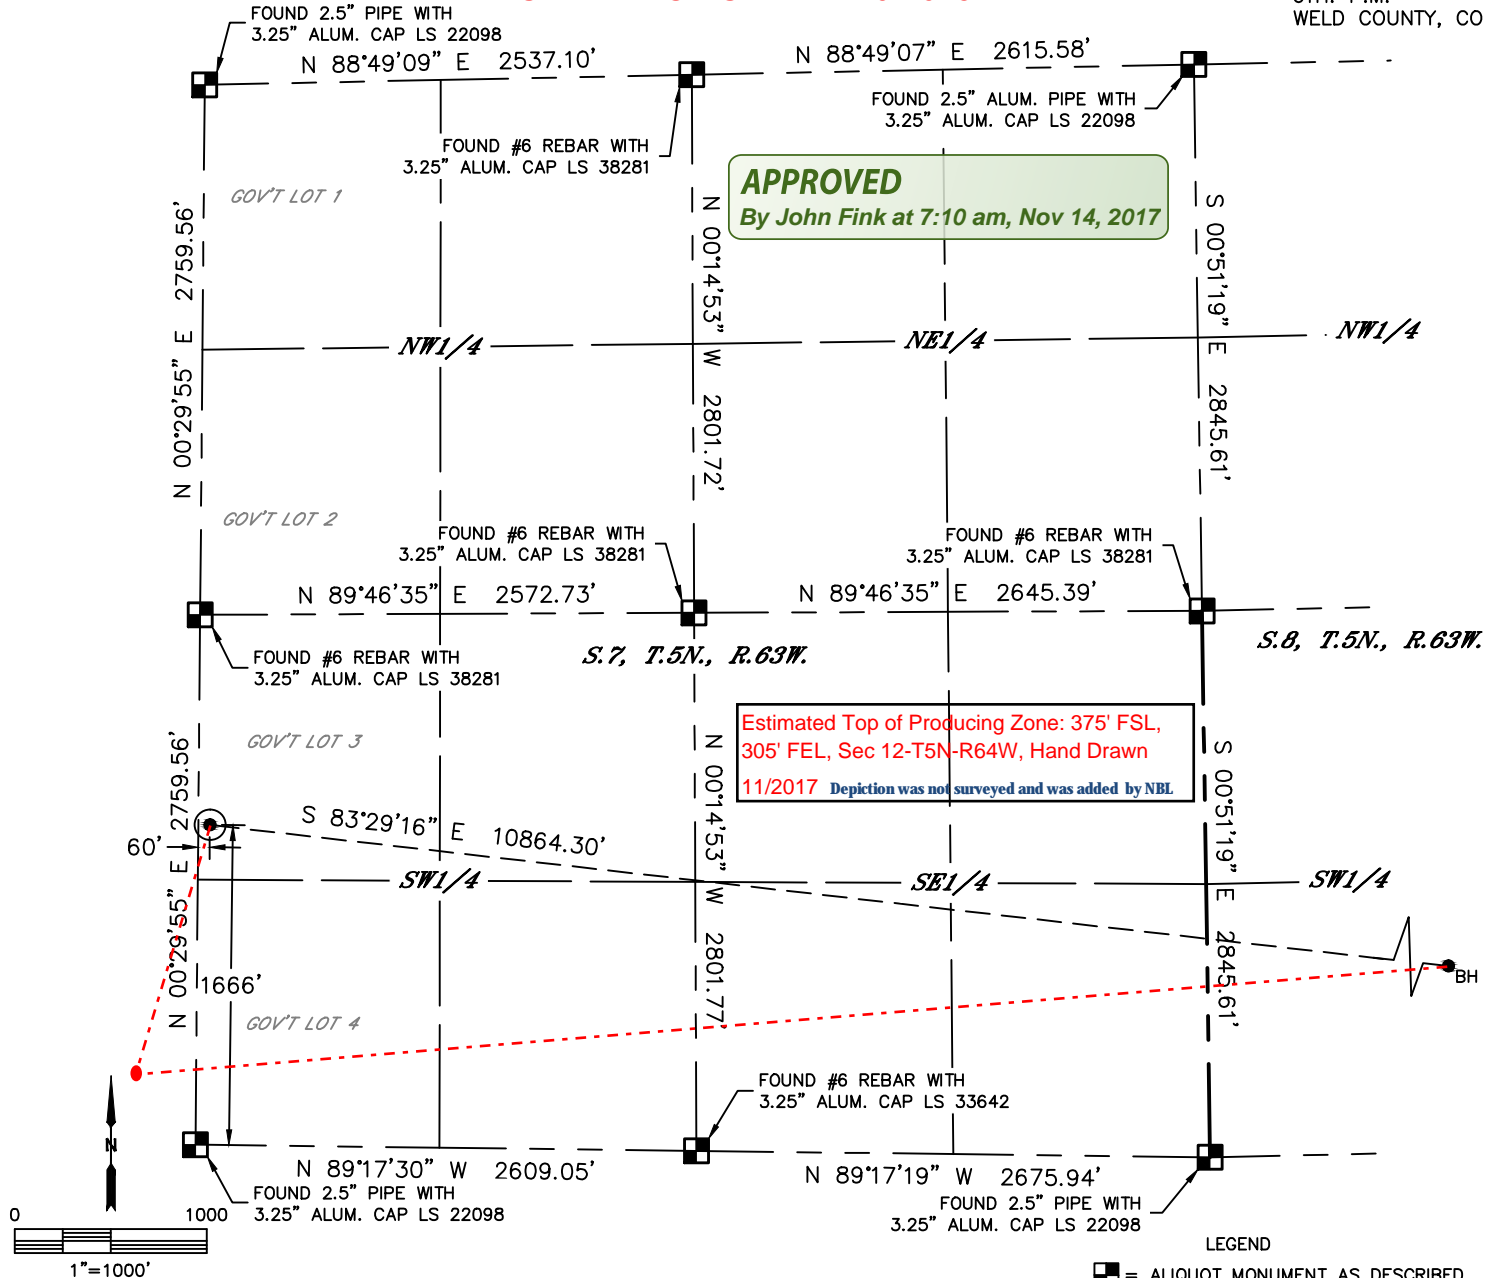 WELD COUNTY, CO
FOUND 2.5" PIPE WITH
3.25" ALUM. CAP LS 22098
N 88°49'09" E 2537.10'
N 88°49'07" E 2615.58'
FOUND 2.5" ALUM. PIPE WITH
3.25" ALUM. CAP LS 22098
FOUND #6 REBAR WITH
3.25" ALUM. CAP LS 38281
APPROVED
By John Fink at 7:10 am, Nov 14, 2017
GOV'T LOT 1
N 00°29'55" E 2759.56'
N 00°14'53" W 2801.72'
S 00°51'19" E 2845.61'
NW1/4
NE1/4
NW1/4
GOV'T LOT 2
FOUND #6 REBAR WITH
3.25" ALUM. CAP LS 38281
FOUND #6 REBAR WITH
3.25" ALUM. CAP LS 38281
N 89°46'35" E 2572.73'
N 89°46'35" E 2645.39'
S.7, T.5N., R.63W.
S.8, T.5N., R.63W.
FOUND #6 REBAR WITH
3.25" ALUM. CAP LS 38281
GOV'T LOT 3
Estimated Top of Producing Zone: 375' FSL,
305' FEL, Sec 12-T5N-R64W, Hand Drawn
11/2017 Depiction was not surveyed and was added by NBL
N 00°29'55" E 2759.56'
N 00°14'53" W 2801.77'
S 00°51'19" E 2845.61'
S 83°29'16" E 10864.30'
60'
SW1/4
SE1/4
SW1/4
BH
1666'
GOV'T LOT 4
FOUND #6 REBAR WITH
3.25" ALUM. CAP LS 33642
N
N 89°17'30" W 2609.05'
N 89°17'19" W 2675.94'
FOUND 2.5" PIPE WITH
3.25" ALUM. CAP LS 22098
FOUND 2.5" PIPE WITH
3.25" ALUM. CAP LS 22098
0 1000
1"=1000'
LEGEND
= ALIQUOT MONUMENT AS DESCRIBED